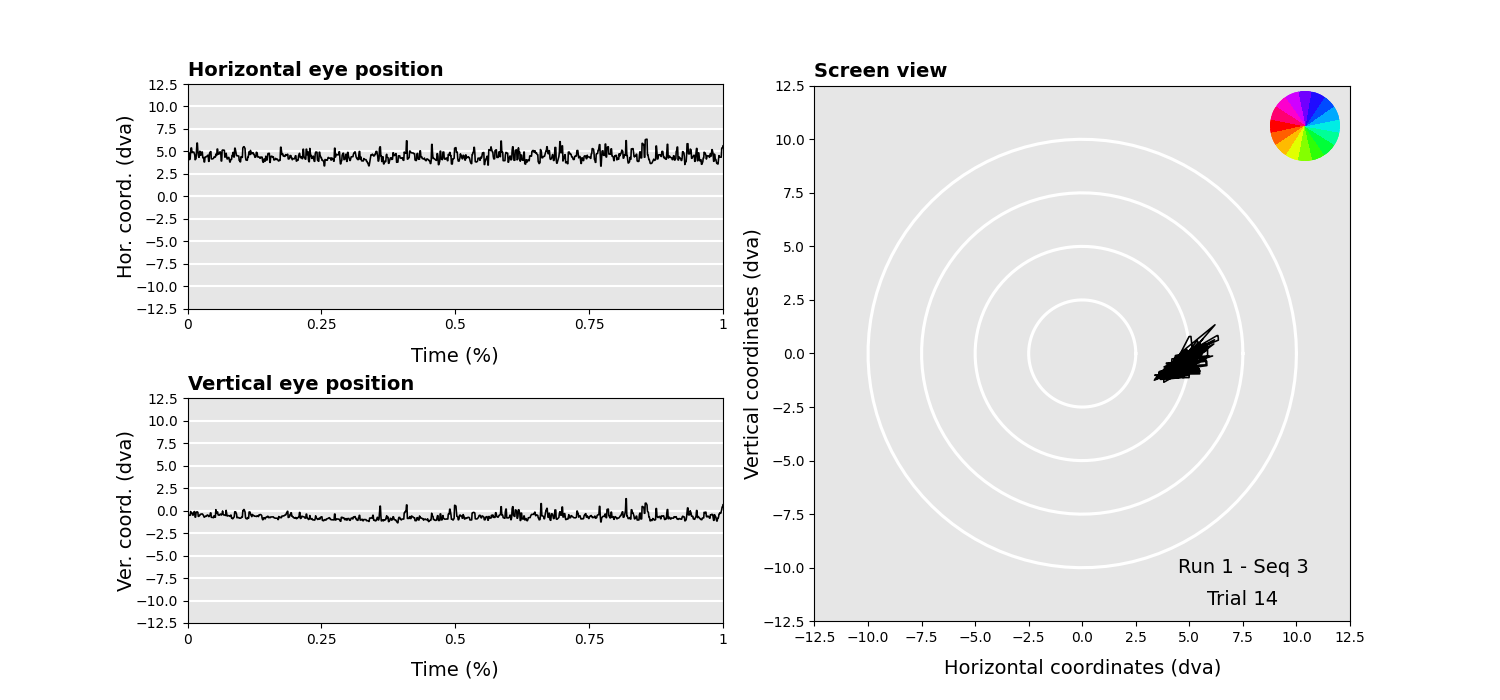 Horizontal eye position
Hor. coord. (dva)
12.5
10.0
7.5
5.0
2.5
0.0
−2.5
−5.0
−7.5
−10.0
−12.5
0 0.25 0.5 0.75 1
Time (%)
Vertical eye position
Ver. coord. (dva)
12.5
10.0
7.5
5.0
2.5
0.0
−2.5
−5.0
−7.5
−10.0
−12.5
0 0.25 0.5 0.75 1
Time (%)
Screen view
Vertical coordinates (dva)
12.5
10.0
7.5
5.0
2.5
0.0
−2.5
−5.0
−7.5
−10.0
−12.5
Run 1 - Seq 3
Trial 14
−12.5 −10.0 −7.5 −5.0 −2.5 0.0 2.5 5.0 7.5 10.0 12.5
Horizontal coordinates (dva)